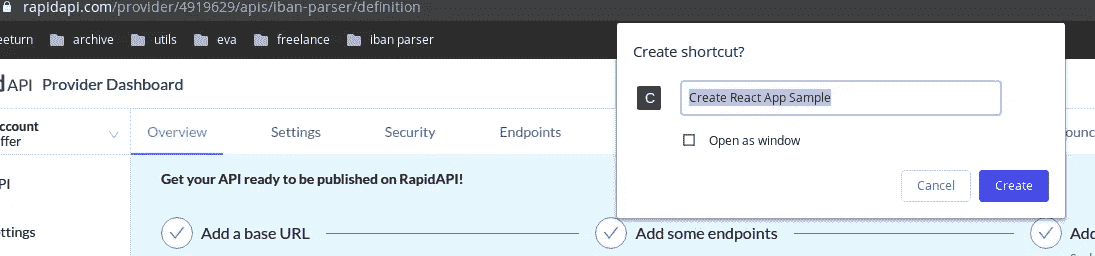 rapidapi.com/provider/4919629/apis/iban-parser/definition
eeturn archive utils eva freelance iban parser
API Provider Dashboard
ccount
ffer
Overview Settings Security Endpoints
Get your API ready to be published on RapidAPI!
PI
ttings
Add a base URL
Add some endpoints
Create shortcut?
C
Create React App Sample
Open as window
Cancel Create
ounc
Add